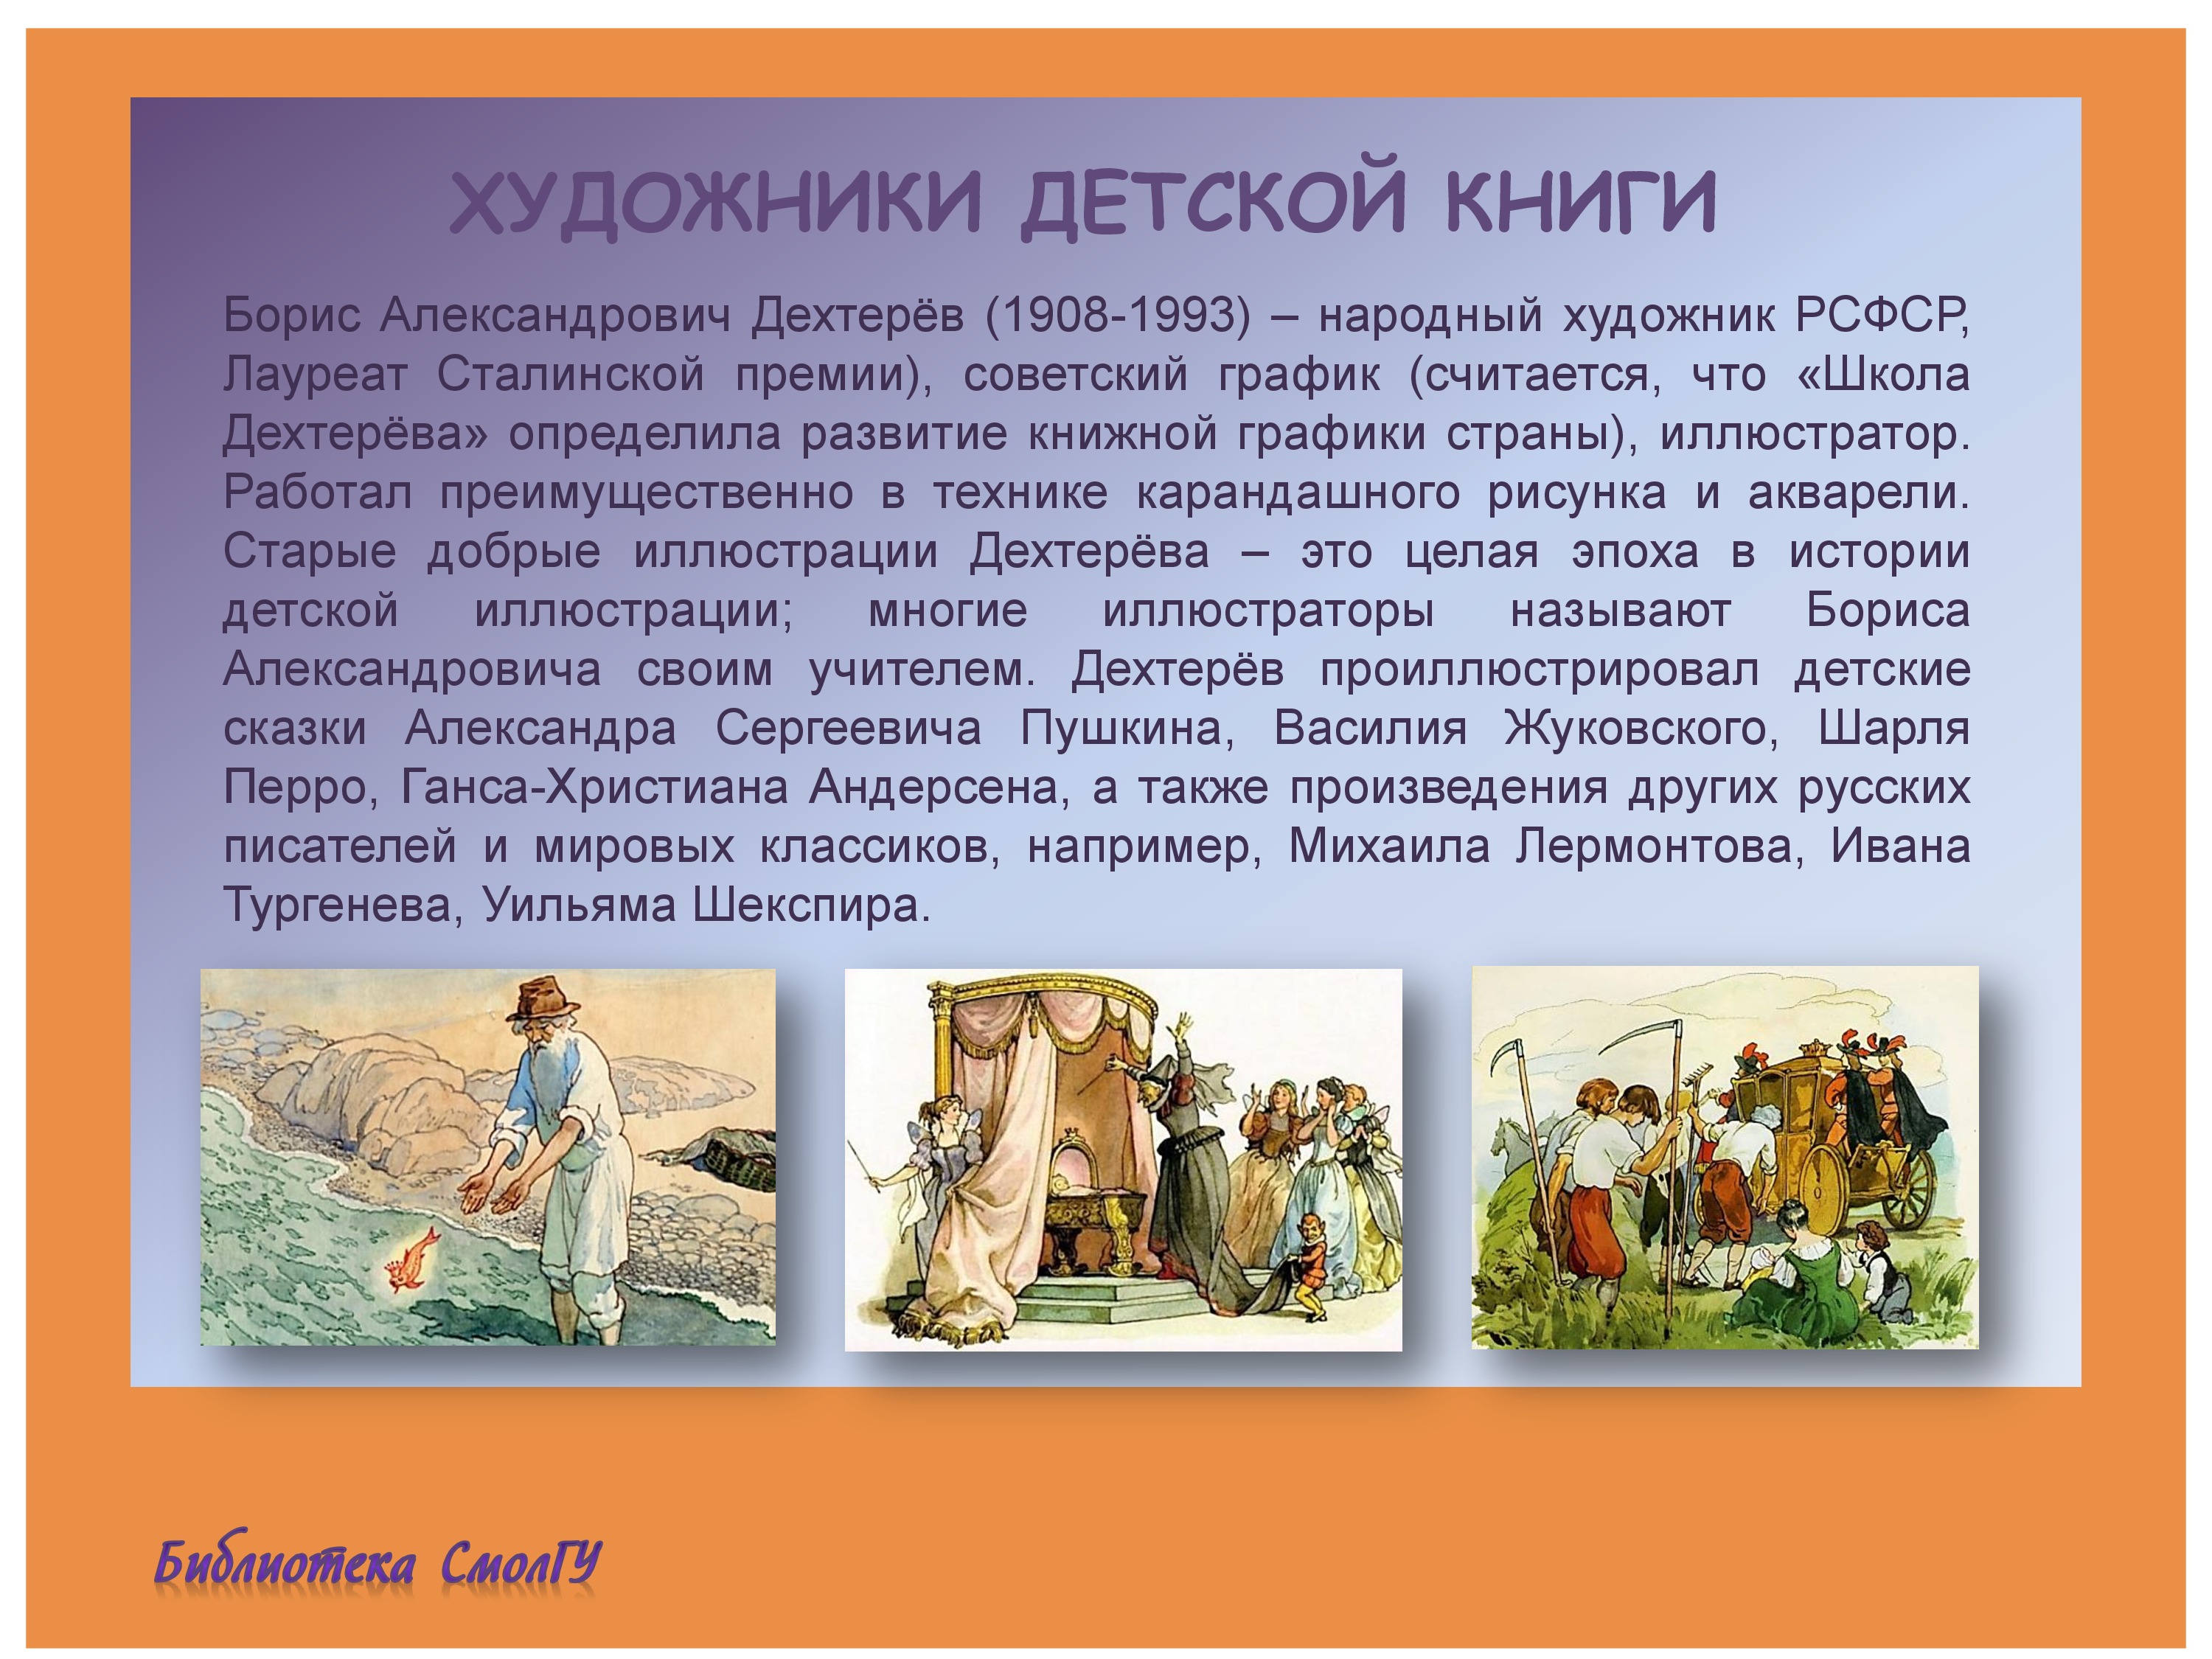 ХУДОЖНИКИ ДЕТСКОЙ КНИГИ
Борис Александрович Дехтерёв (1908-1993) – народный художник РСФСР,
Лауреат Сталинской премии), советский график (считается, что «Школа
Дехтерёва» определила развитие книжной графики страны), иллюстратор.
Работал преимущественно в технике карандашного рисунка и акварели.
Старые добрые иллюстрации Дехтерёва – это целая эпоха в истории
детской иллюстрации; многие иллюстраторы называют Бориса
Александровича своим учителем. Дехтерёв проиллюстрировал детские
сказки Александра Сергеевича Пушкина, Василия Жуковского, Шарля
Перро, Ганса-Христиана Андерсена, а также произведения других русских
писателей и мировых классиков, например, Михаила Лермонтова, Ивана
Тургенева, Уильяма Шекспира.
Библиотека СмолГУ